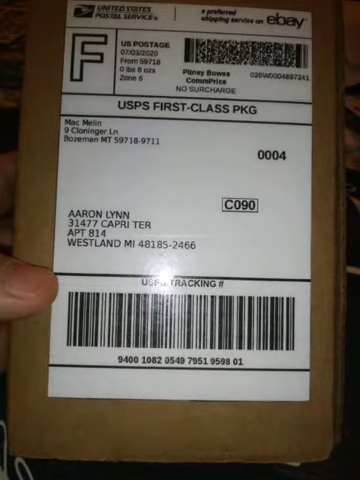 UNITED STATES
POSTAL SERVICE®
a preferred
shipping service on ebay
F
US POSTAGE
07/03/2020
From 59718
0 lbs 8 ozs
Zone 6
Pitney Bowes
CommPrice
NO SURCHARGE
026W0004897241
USPS FIRST-CLASS PKG
Mac Melin
9 Cloninger Ln
Bozeman MT 59718-9711
0004
C090
AARON LYNN
31477 CAPRI TER
APT 814
WESTLAND MI 48185-2466
USPS TRACKING #
9400 1082 0549 7951 9598 01